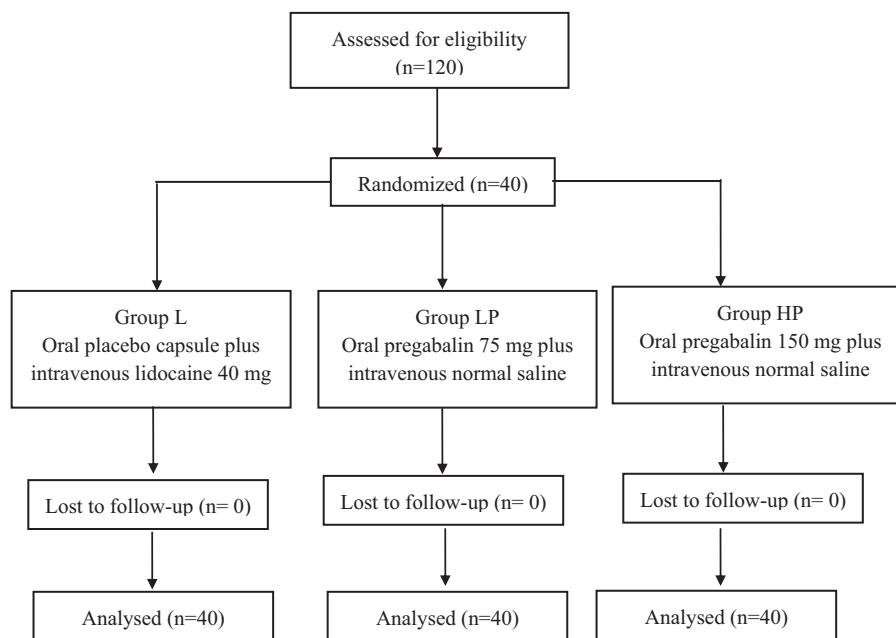 Assessed for eligibility
(n=120)
Randomized (n=40)
Group L
Oral placebo capsule plus
intravenous lidocaine 40 mg
Group LP
Oral pregabalin 75 mg plus
intravenous normal saline
Group HP
Oral pregabalin 150 mg plus
intravenous normal saline
Lost to follow-up (n= 0)
Lost to follow-up (n= 0)
Lost to follow-up (n= 0)
Analysed (n=40)
Analysed (n=40)
Analysed (n=40)